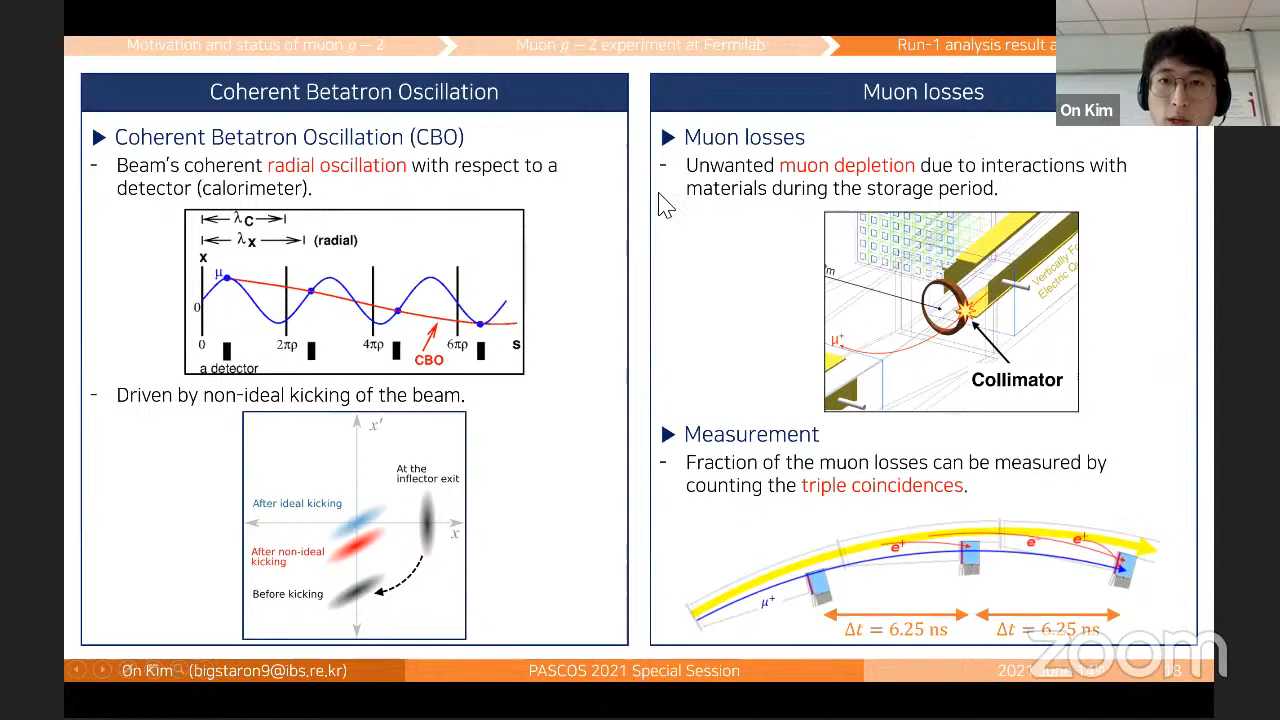 Motivation and status of muon g − 2
Muon g − 2 experiment at Fermilab
Run-1 analysis result a
On Kim
Coherent Betatron Oscillation
▶ Coherent Betatron Oscillation (CBO)
- Beam's coherent radial oscillation with respect to a
detector (calorimeter).
λC
λx (radial)
x
μ
0
0 2πρ 4πρ 6πρ s
CBO
a detector
- Driven by non-ideal kicking of the beam.
x′
At the
inflector exit
After ideal kicking
x
After non-ideal
kicking
Before kicking
Muon losses
▶ Muon losses
- Unwanted muon depletion due to interactions with
materials during the storage period.
Vertically Fo
Electric Qu
μ+
Collimator
▶ Measurement
- Fraction of the muon losses can be measured by
counting the triple coincidences.
e+ e− e+
μ+
Δt = 6.25 ns Δt = 6.25 ns
On Kim (bigstaron9@ibs.re.kr)
PASCOS 2021 Special Session
2021 June 14th
18
zoom